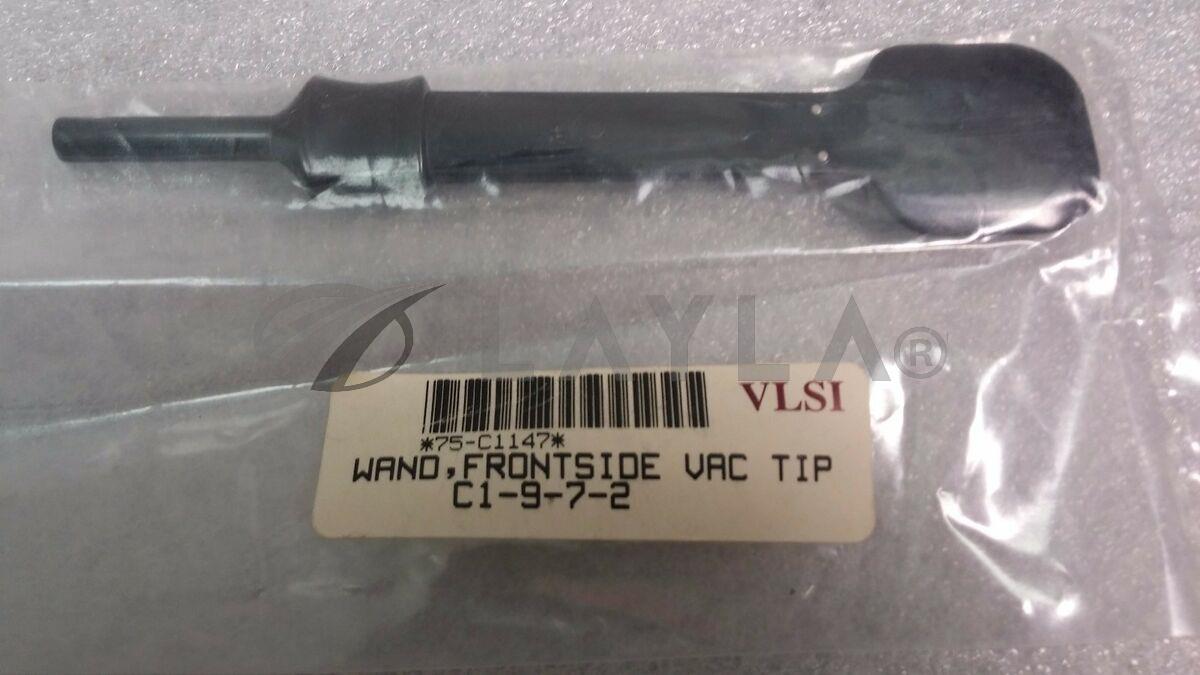 LAYLA®
VLSI
*75-C1147*
WAND,FRONTSIDE VAC TIP
C1-9-7-2